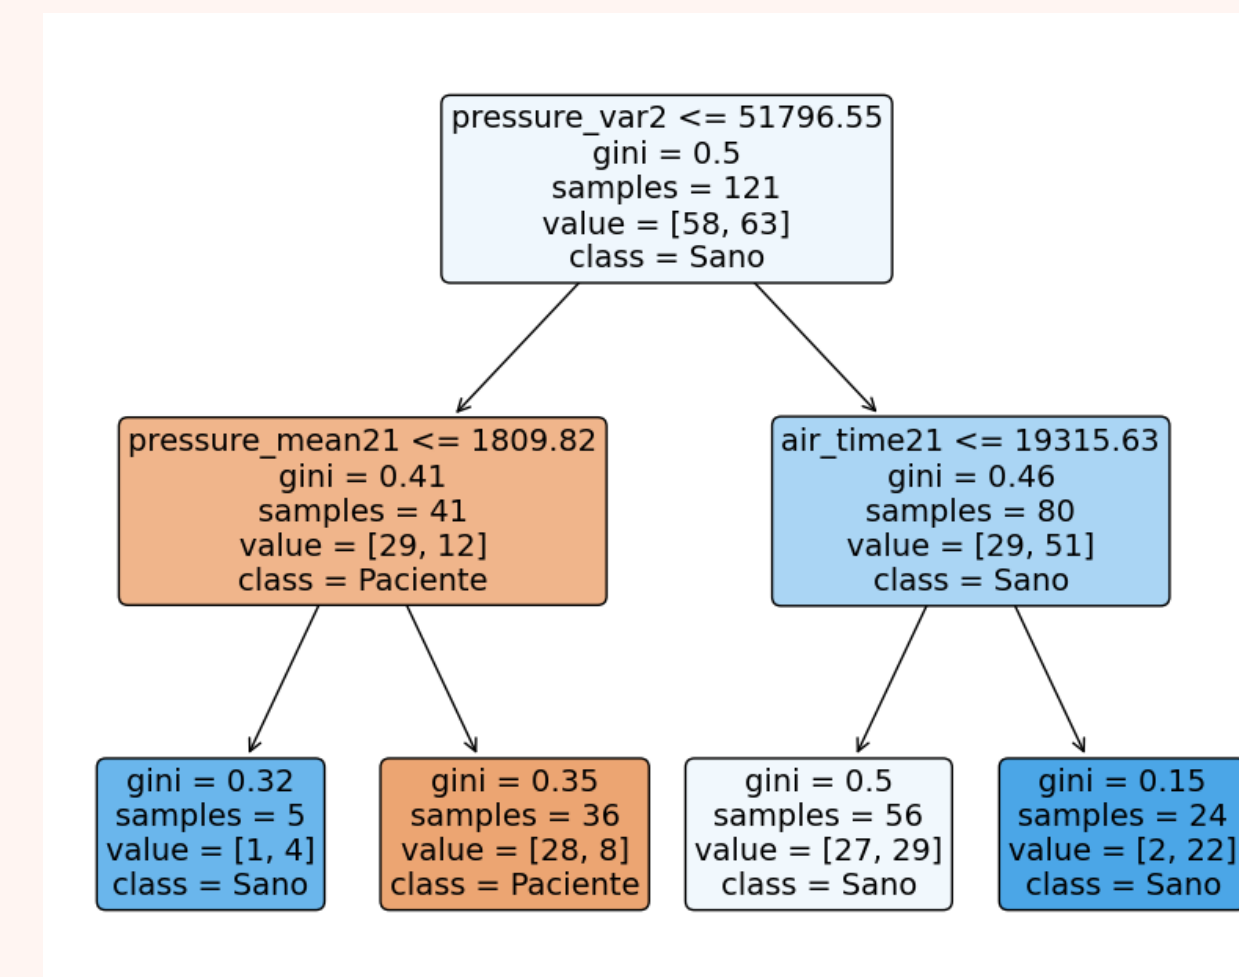 pressure_var2 <= 51796.55
gini = 0.5
samples = 121
value = [58, 63]
class = Sano
pressure_mean21 <= 1809.82
gini = 0.41
samples = 41
value = [29, 12]
class = Paciente
air_time21 <= 19315.63
gini = 0.46
samples = 80
value = [29, 51]
class = Sano
gini = 0.32
samples = 5
value = [1, 4]
class = Sano
gini = 0.35
samples = 36
value = [28, 8]
class = Paciente
gini = 0.5
samples = 56
value = [27, 29]
class = Sano
gini = 0.15
samples = 24
value = [2, 22]
class = Sano